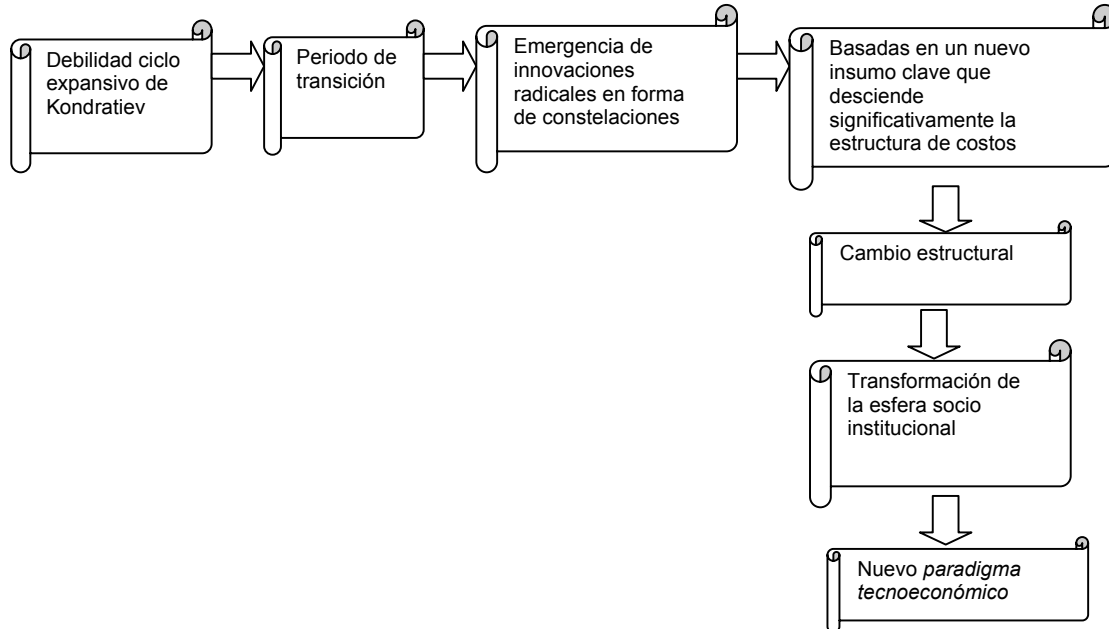 Debilidad ciclo
expansivo de
Kondratiev
Periodo de
transición
Emergencia de
innovaciones
radicales en forma
de constelaciones
Basadas en un nuevo
insumo clave que
desciende
significativamente la
estructura de costos
Cambio estructural
Transformación de
la esfera socio
institucional
Nuevo paradigma
tecnoeconómico